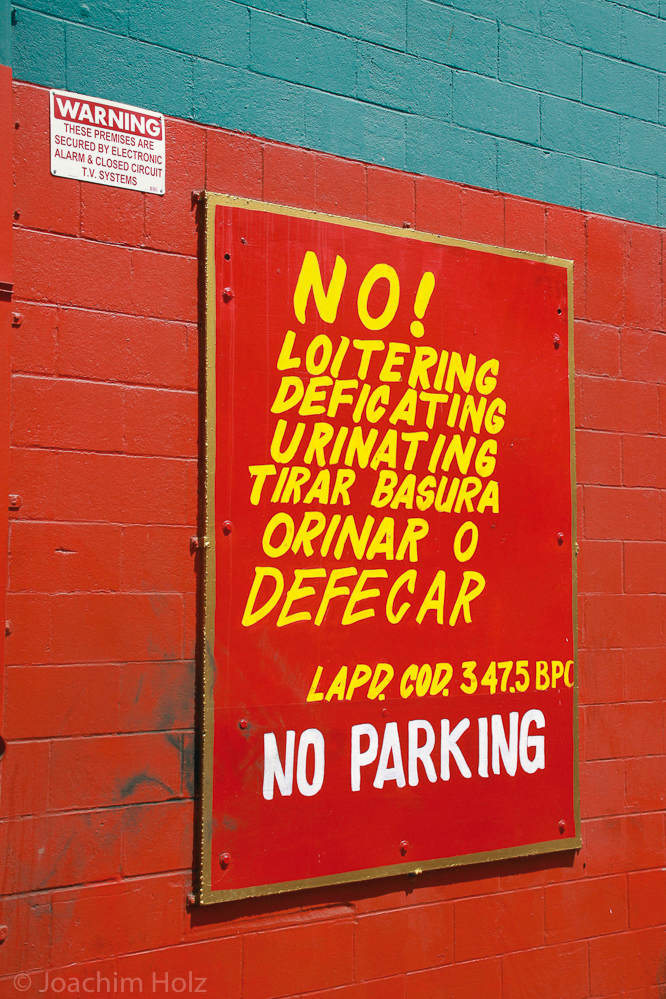 WARNING
THESE PREMISES ARE
SECURED BY ELECTRONIC
ALARM & CLOSED CIRCUIT
T.V. SYSTEMS
NO!
LOITERING
DEFICATING
URINATING
TIRAR BASURA
ORINAR O
DEFECAR
LAPD. COD. 347.5 BPC
NO PARKING
© Joachim Holz